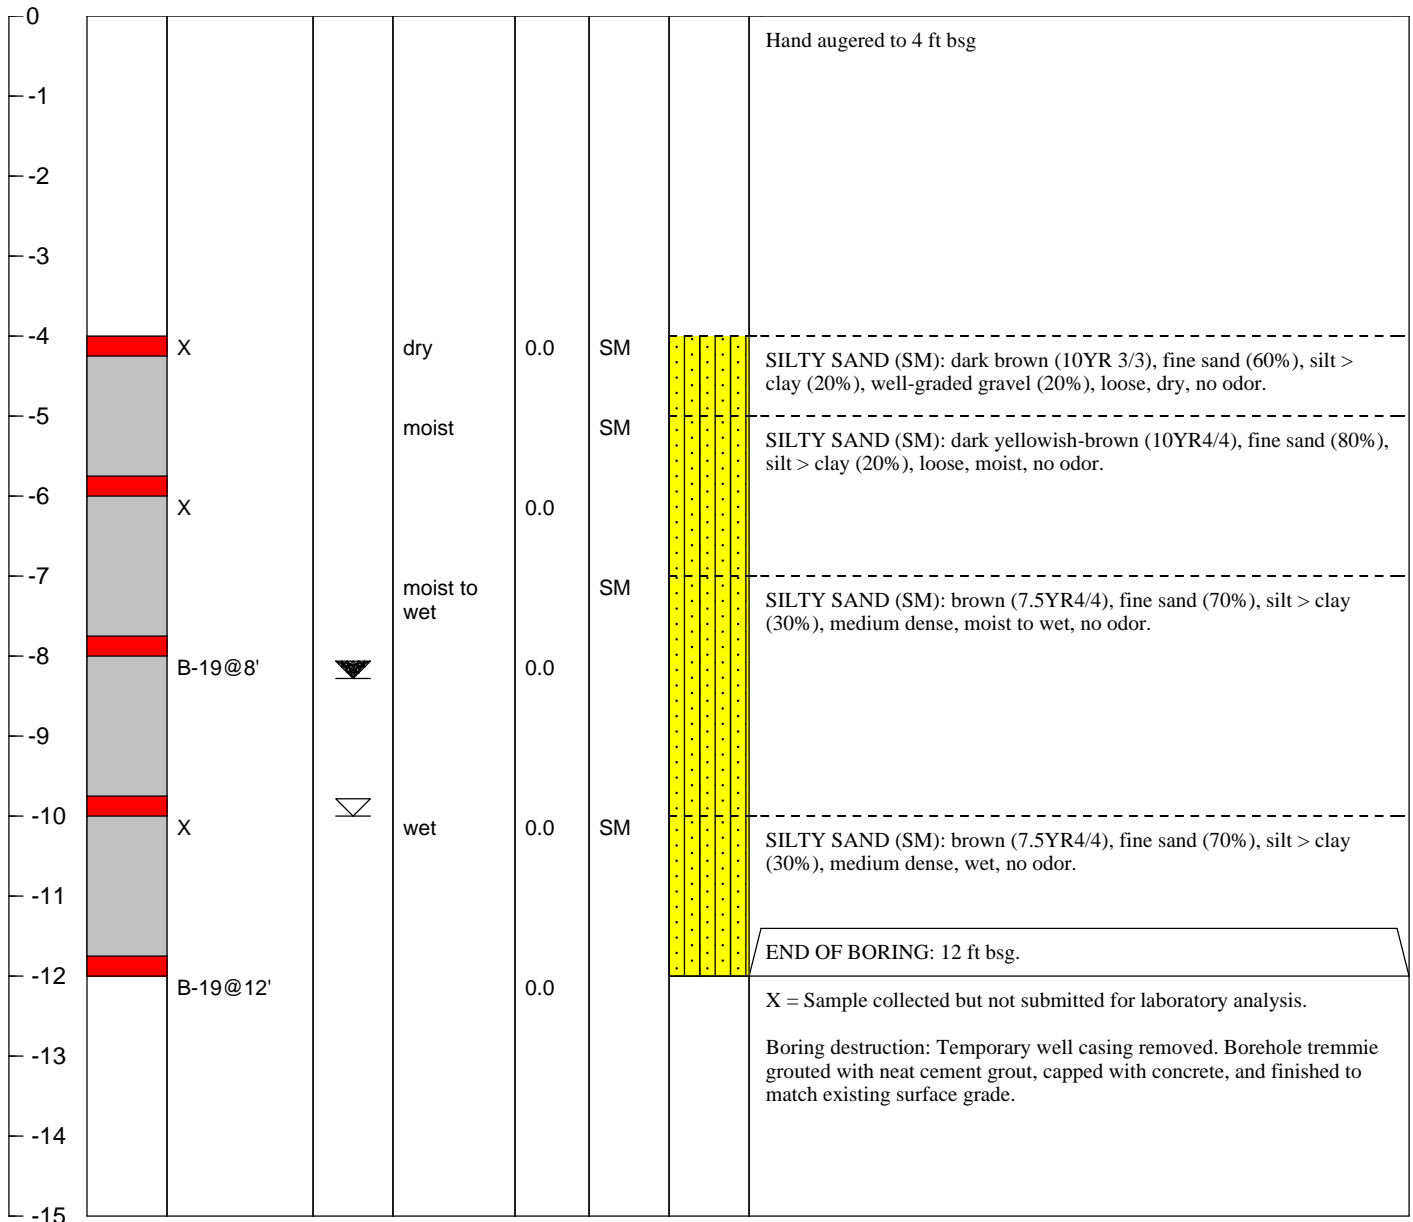 0
Hand augered to 4 ft bsg
-1
-2
-3
-4
X dry 0.0 SM
SILTY SAND (SM): dark brown (10YR 3/3), fine sand (60%), silt >
clay (20%), well-graded gravel (20%), loose, dry, no odor.
-5
moist SM
SILTY SAND (SM): dark yellowish-brown (10YR4/4), fine sand (80%),
silt > clay (20%), loose, moist, no odor.
-6
X 0.0
-7
moist to
wet
SM
SILTY SAND (SM): brown (7.5YR4/4), fine sand (70%), silt > clay
(30%), medium dense, moist to wet, no odor.
-8
B-19@8' 0.0
-9
-10
X wet 0.0 SM
SILTY SAND (SM): brown (7.5YR4/4), fine sand (70%), silt > clay
(30%), medium dense, wet, no odor.
-11
END OF BORING: 12 ft bsg.
-12
B-19@12' 0.0
X = Sample collected but not submitted for laboratory analysis.
-13
Boring destruction: Temporary well casing removed. Borehole tremmie
grouted with neat cement grout, capped with concrete, and finished to
match existing surface grade.
-14
-15